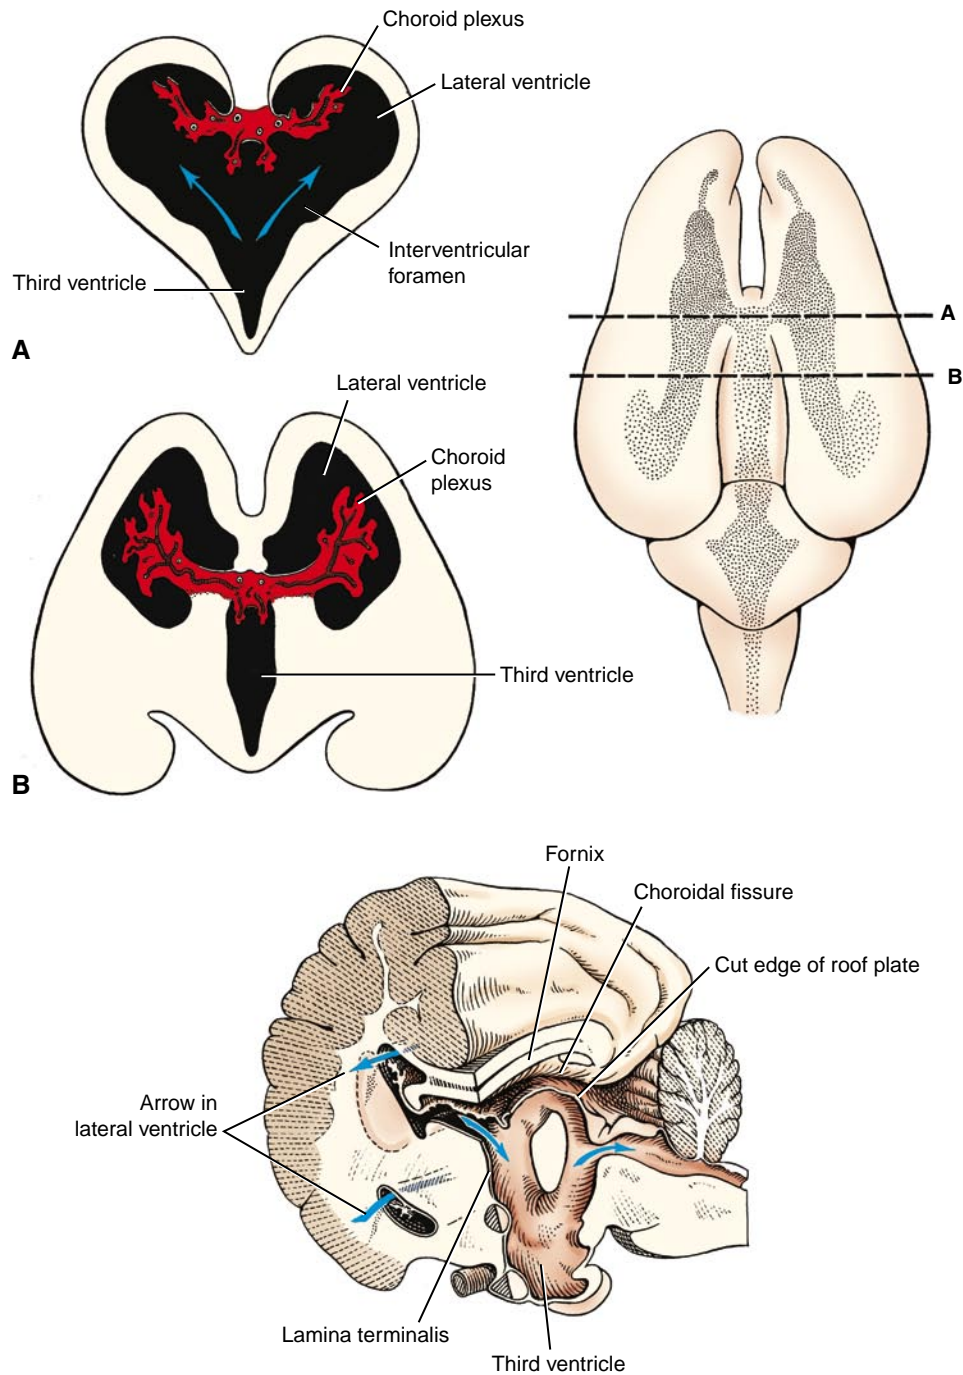 Choroid plexus
Lateral ventricle
Interventricular
foramen
Third ventricle
A
Lateral ventricle
Choroid
plexus
Third ventricle
B
A
B
Fornix
Choroidal fissure
Cut edge of roof plate
Arrow in
lateral ventricle
Lamina terminalis
Third ventricle